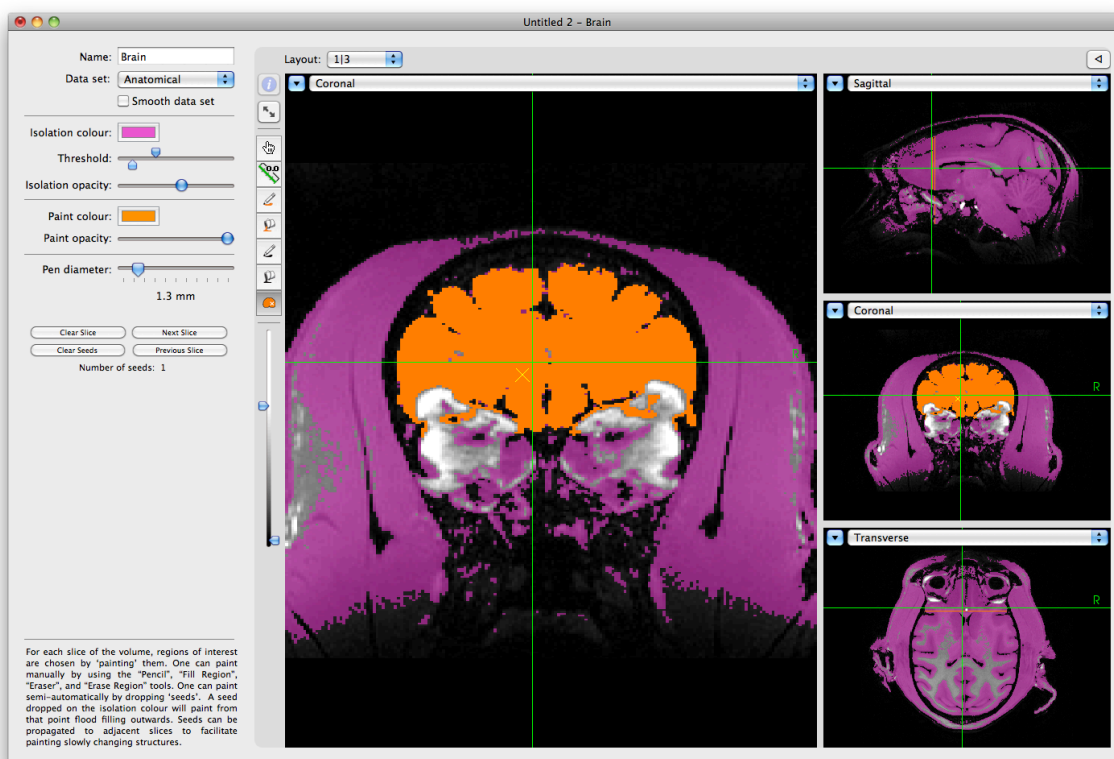 Untitled 2 – Brain
Name: Brain
Data set: Anatomical
Smooth data set
Isolation colour:
Threshold:
Isolation opacity:
Paint colour:
Paint opacity:
Pen diameter:
1.3 mm
Clear Slice
Next Slice
Clear Seeds
Previous Slice
Number of seeds: 1
For each slice of the volume, regions of interest
are chosen by 'painting' them. One can paint
manually by using the "Pencil", "Fill Region",
"Eraser", and "Erase Region" tools. One can paint
semi-automatically by dropping 'seeds'. A seed
dropped on the isolation colour will paint from
that point flood filling outwards. Seeds can be
propagated to adjacent slices to facilitate
painting slowly changing structures.
Layout: 1|3
Coronal
R
Sagittal
Coronal
R
Transverse
R